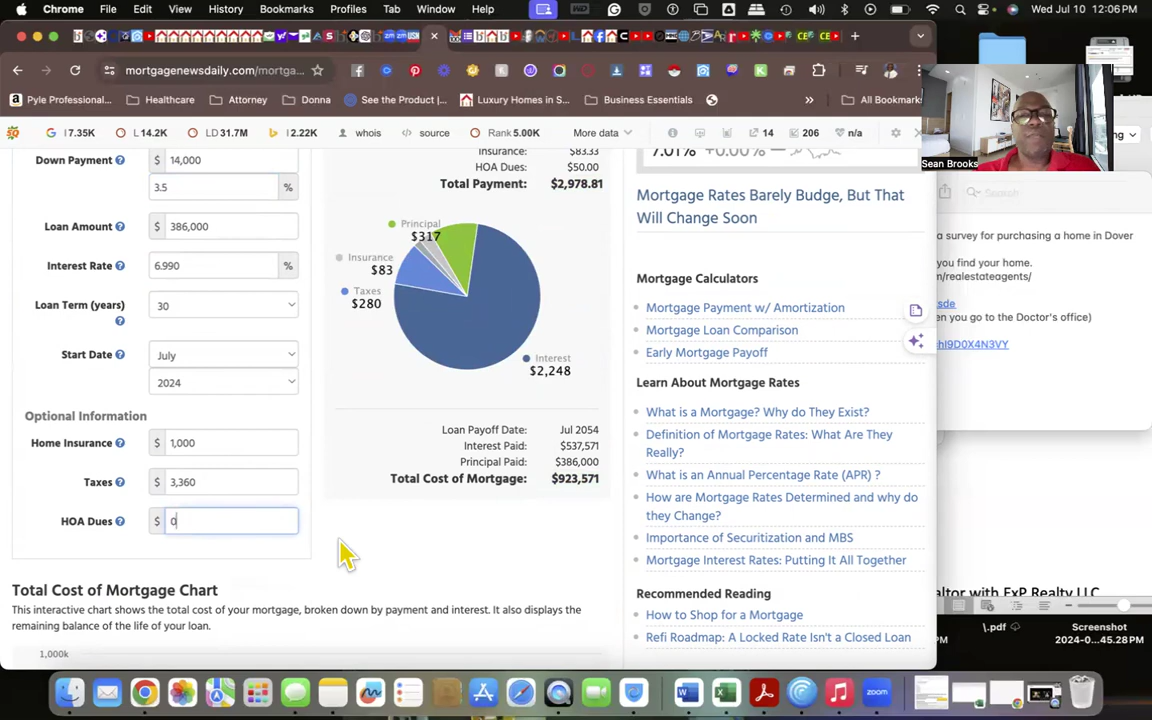 Chrome File Edit View History Bookmarks Profiles Tab Window Help Wed Jul 10 12:06 PM
mortgagenewsdaily.com/mortga...
Pyle Professional... Healthcare Attorney Donna See the Product |... Luxury Homes in S... Business Essentials » All Bookmarks
I 7.35K L 14.2K LD 31.7M I 2.22K whois source Rank 5.00K More data 14 206 n/a
Sean Brooks
Search
Down Payment ? $ 14,000
3.5 %
Loan Amount ? $ 386,000
Interest Rate ? 6.990 %
Loan Term (years) ? 30
Start Date ? July
2024
Optional Information
Home Insurance ? $ 1,000
Taxes ? $ 3,360
HOA Dues ? $ 0
Insurance: $83.33
HOA Dues: $50.00
Total Payment: $2,978.81
Principal
$317
Insurance
$83
Taxes
$280
Interest
$2,248
Loan Payoff Date: Jul 2054
Interest Paid: $537,571
Principal Paid: $386,000
Total Cost of Mortgage: $923,571
7.01% +0.00%
Mortgage Rates Barely Budge, But That
Will Change Soon
Mortgage Calculators
Mortgage Payment w/ Amortization
Mortgage Loan Comparison
Early Mortgage Payoff
Learn About Mortgage Rates
What is a Mortgage? Why do They Exist?
Definition of Mortgage Rates: What Are They
Really?
What is an Annual Percentage Rate (APR) ?
How are Mortgage Rates Determined and why do
they Change?
Importance of Securitization and MBS
Mortgage Interest Rates: Putting It All Together
Recommended Reading
How to Shop for a Mortgage
Refi Roadmap: A Locked Rate Isn't a Closed Loan
Total Cost of Mortgage Chart
This interactive chart shows the total cost of your mortgage, broken down by payment and interest. It also displays the
remaining balance of the life of your loan.
1,000k
a survey for purchasing a home in Dover
you find your home.
m/realestateagents/
sde
en you go to the Doctor's office)
hI9D0X4N3VY
altor with ExP Realty LLC
\.pdf
Screenshot
2024-0...45.28 PM
zoom